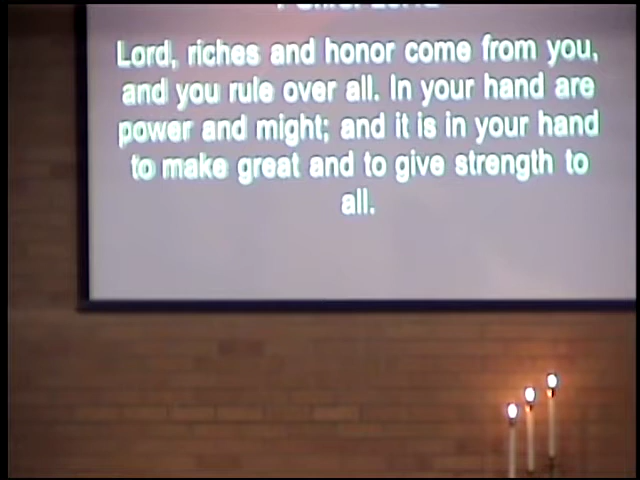 Lord, riches and honor come from you,
and you rule over all. In your hand are
power and might; and it is in your hand
to make great and to give strength to
all.